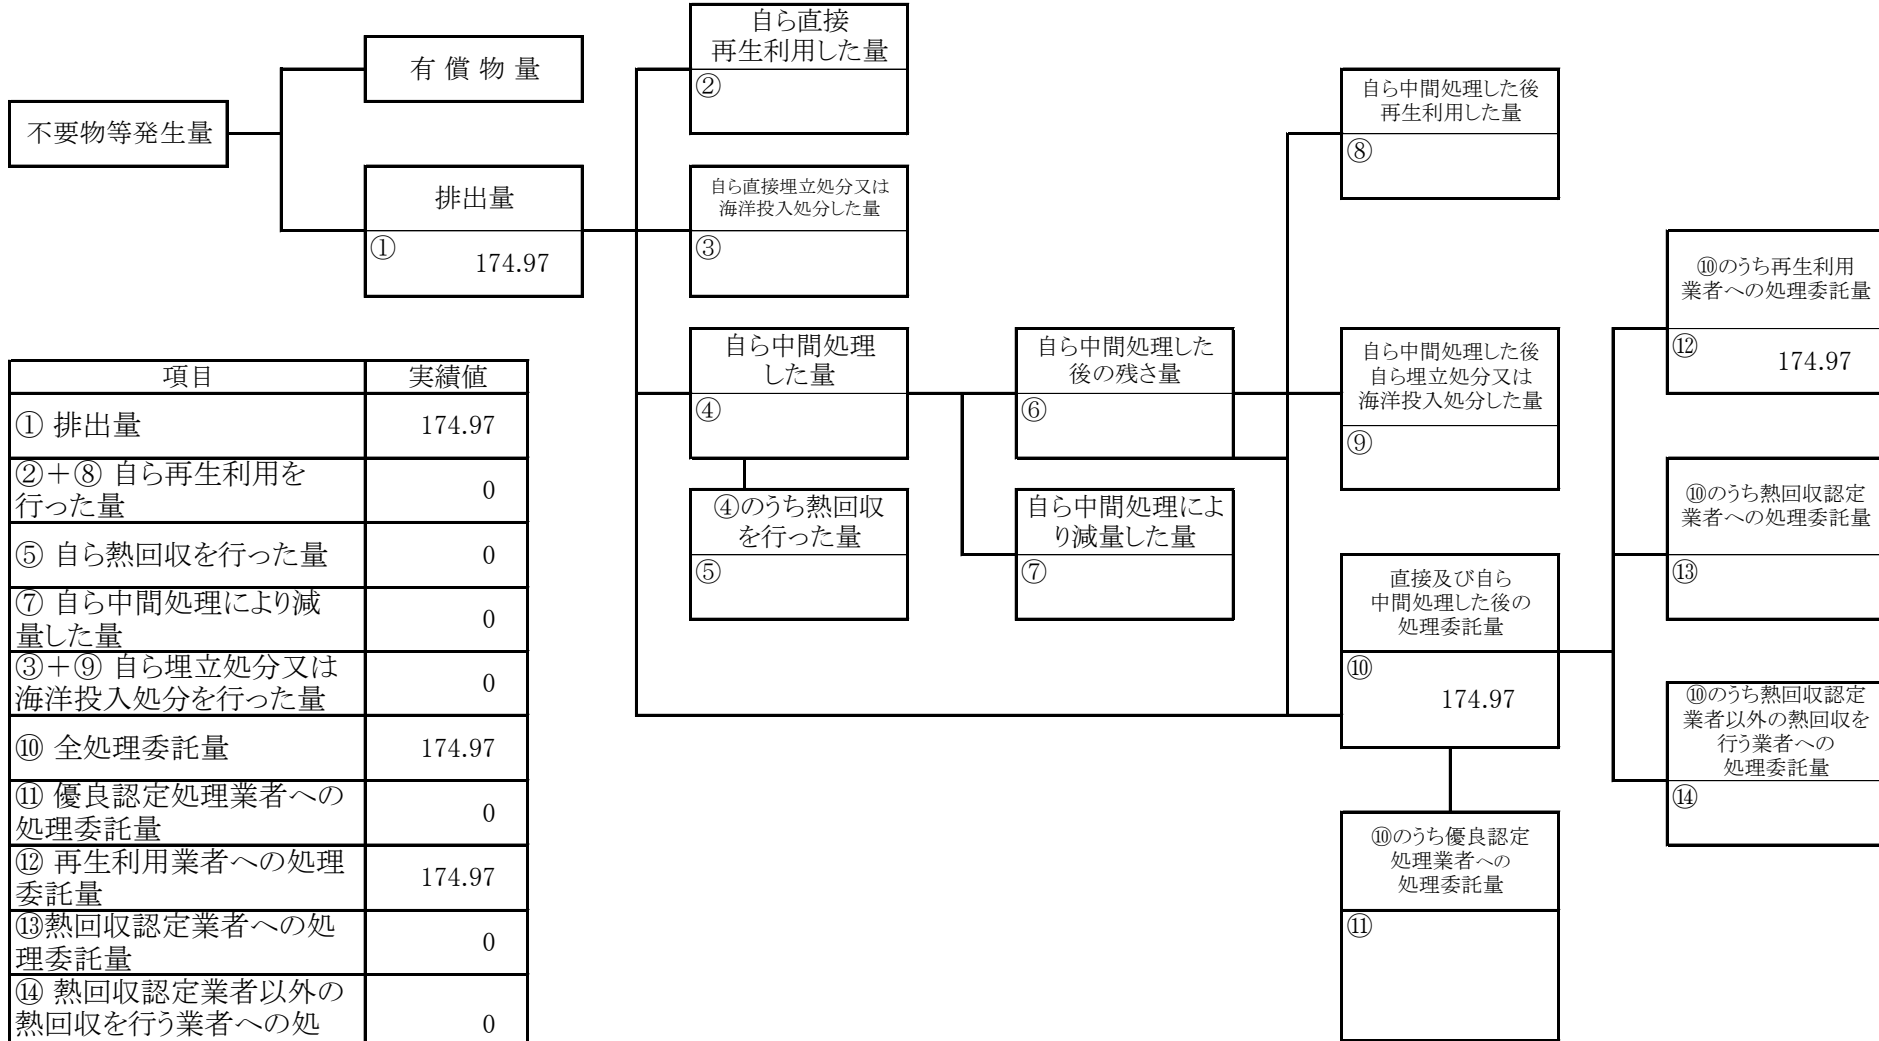 不要物等発生量
有償物量
排出量
①
174.97
自ら直接
再生利用した量
②
自ら直接埋立処分又は
海洋投入処分した量
③
自ら中間処理
した量
④
④のうち熱回収
を行った量
⑤
自ら中間処理した
後の残さ量
⑥
自ら中間処理によ
り減量した量
⑦
自ら中間処理した後
再生利用した量
⑧
自ら中間処理した後
自ら埋立処分又は
海洋投入処分した量
⑨
直接及び自ら
中間処理した後の
処理委託量
⑩
174.97
⑩のうち優良認定
処理業者への
処理委託量
⑪
⑩のうち再生利用
業者への処理委託量
⑫
174.97
⑩のうち熱回収認定
業者への処理委託量
⑬
⑩のうち熱回収認定
業者以外の熱回収を
行う業者への
処理委託量
⑭
項目 実績値
① 排出量 174.97
②+⑧ 自ら再生利用を
行った量 0
⑤ 自ら熱回収を行った量 0
⑦ 自ら中間処理により減
量した量 0
③+⑨ 自ら埋立処分又は
海洋投入処分を行った量 0
⑩ 全処理委託量 174.97
⑪ 優良認定処理業者への
処理委託量 0
⑫ 再生利用業者への処理
委託量 174.97
⑬熱回収認定業者への処
理委託量 0
⑭ 熱回収認定業者以外の
熱回収を行う業者への処 0